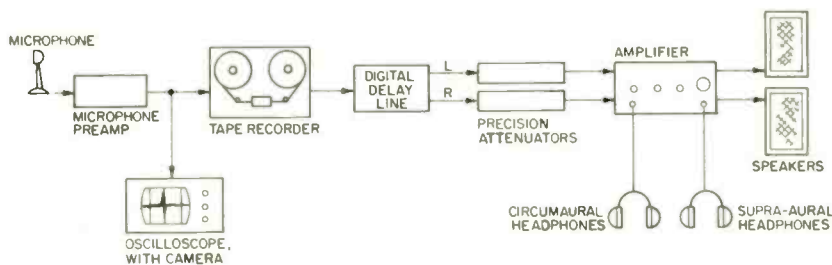 MICROPHONE
MICROPHONE
PREAMP
OSCILLOSCOPE,
WITH CAMERA
TAPE RECORDER
DIGITAL
DELAY
LINE
L
R
PRECISION
ATTENUATORS
AMPLIFIER
SPEAKERS
CIRCUMAURAL
HEADPHONES
SUPRA-AURAL
HEADPHONES